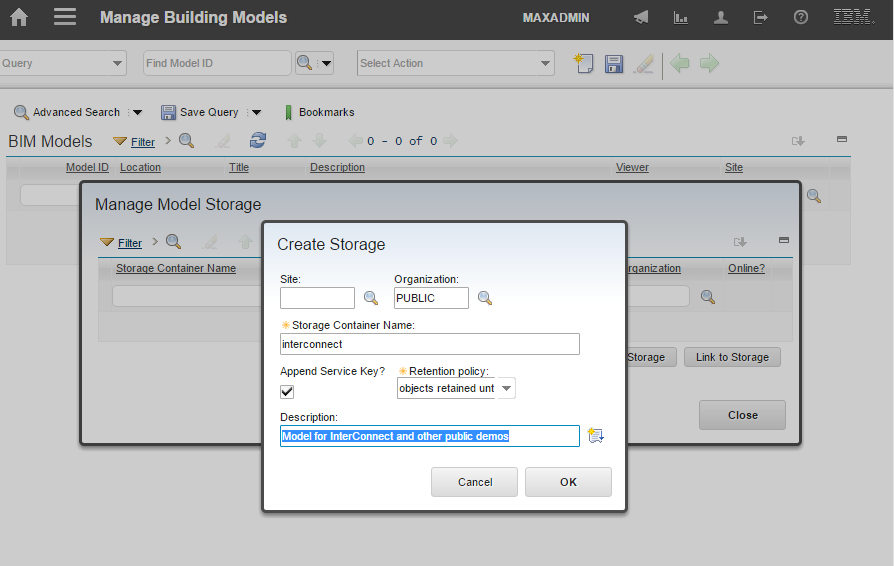 Manage Building Models MAXADMIN IBM.
Query Find Model ID Select Action
Advanced Search Save Query Bookmarks
BIM Models Filter 0 - 0 of 0
Model ID Location Title Description Viewer Site
Manage Model Storage
Filter
Storage Container Name rganization Online?
Storage Link to Storage
Close
Create Storage
Site: Organization:
PUBLIC
Storage Container Name:
interconnect
Append Service Key? Retention policy:
objects retained unt
Description:
Model for InterConnect and other public demos
Cancel OK